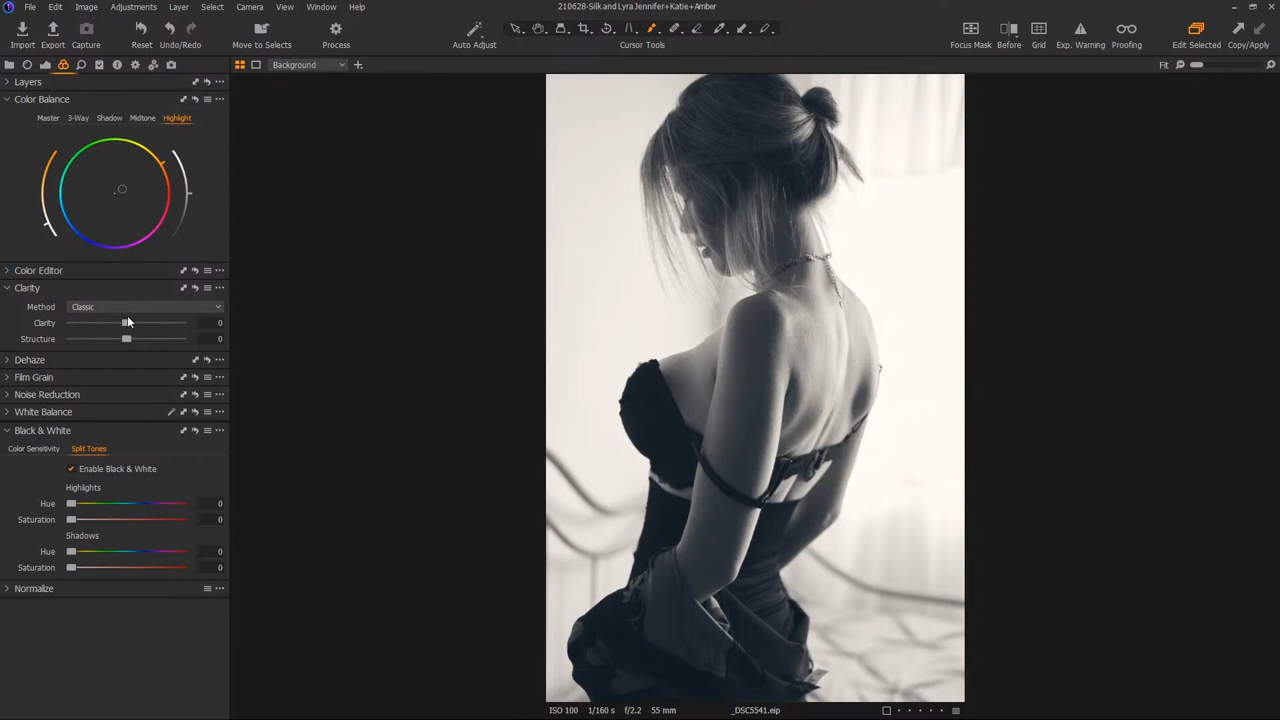 File Edit Image Adjustments Layer Select Camera View Window Help
210628-Silk and Lyra Jennifer+Katie+Amber
Import Export Capture Reset Undo/Redo Move to Selects Process Auto Adjust Cursor Tools Focus Mask Before Grid Exp. Warning Proofing Edit Selected Copy/Apply
Background
Fit
Layers
Color Balance
Master 3-Way Shadow Midtone Highlight
Color Editor
Clarity
Method Classic
Clarity 0
Structure 0
Dehaze
Film Grain
Noise Reduction
White Balance
Black & White
Color Sensitivity Split Tones
Enable Black & White
Highlights
Hue 0
Saturation 0
Shadows
Hue 0
Saturation 0
Normalize
ISO 100 1/160 s f/2.2 55 mm _DSC5541.eip